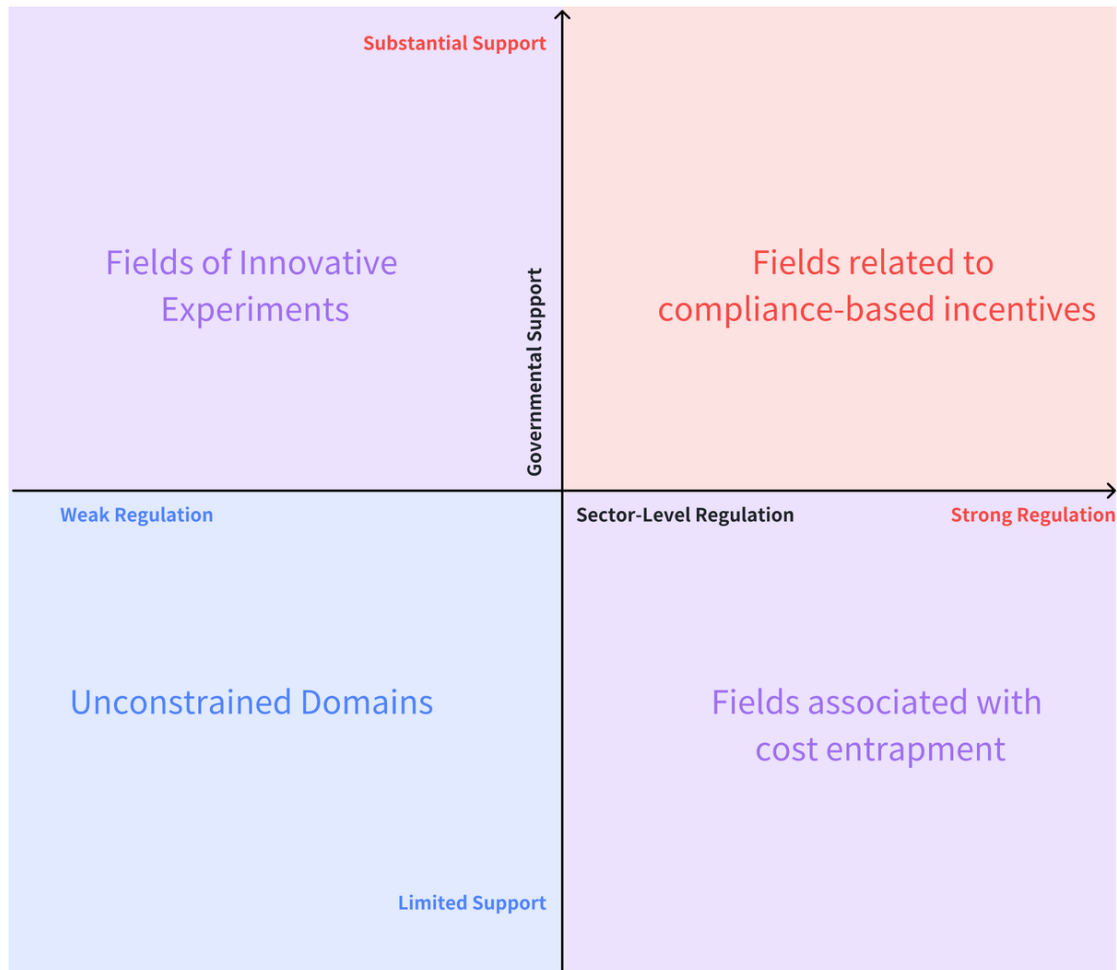 Substantial Support
Fields of Innovative
Experiments
Governmental Support
Fields related to
compliance-based incentives
Weak Regulation
Sector-Level Regulation
Strong Regulation
Unconstrained Domains
Fields associated with
cost entrapment
Limited Support